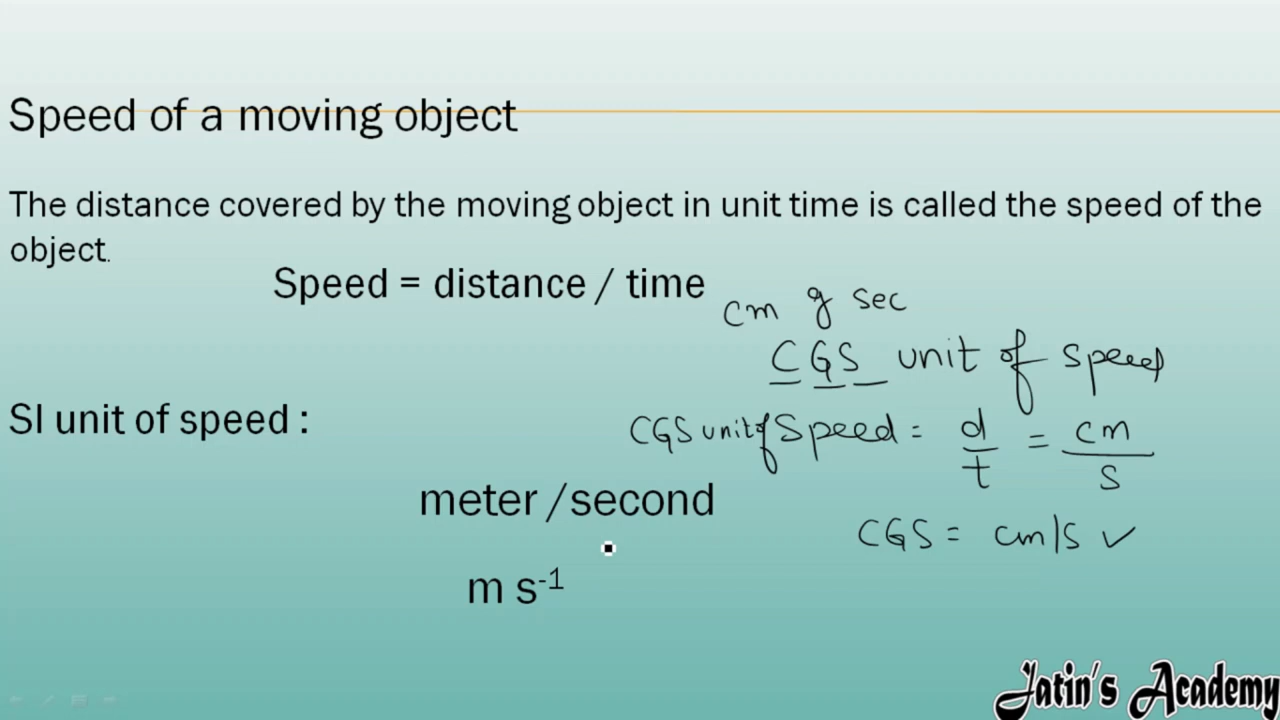 Speed of a moving object
The distance covered by the moving object in unit time is called the speed of the
object.
Speed = distance / time
cm g sec
CGS unit of speed
SI unit of speed :
CGS unit of Speed = d/t = cm/s
meter /second
CGS = cm/s ✓
m s⁻¹
Jatin's Academy